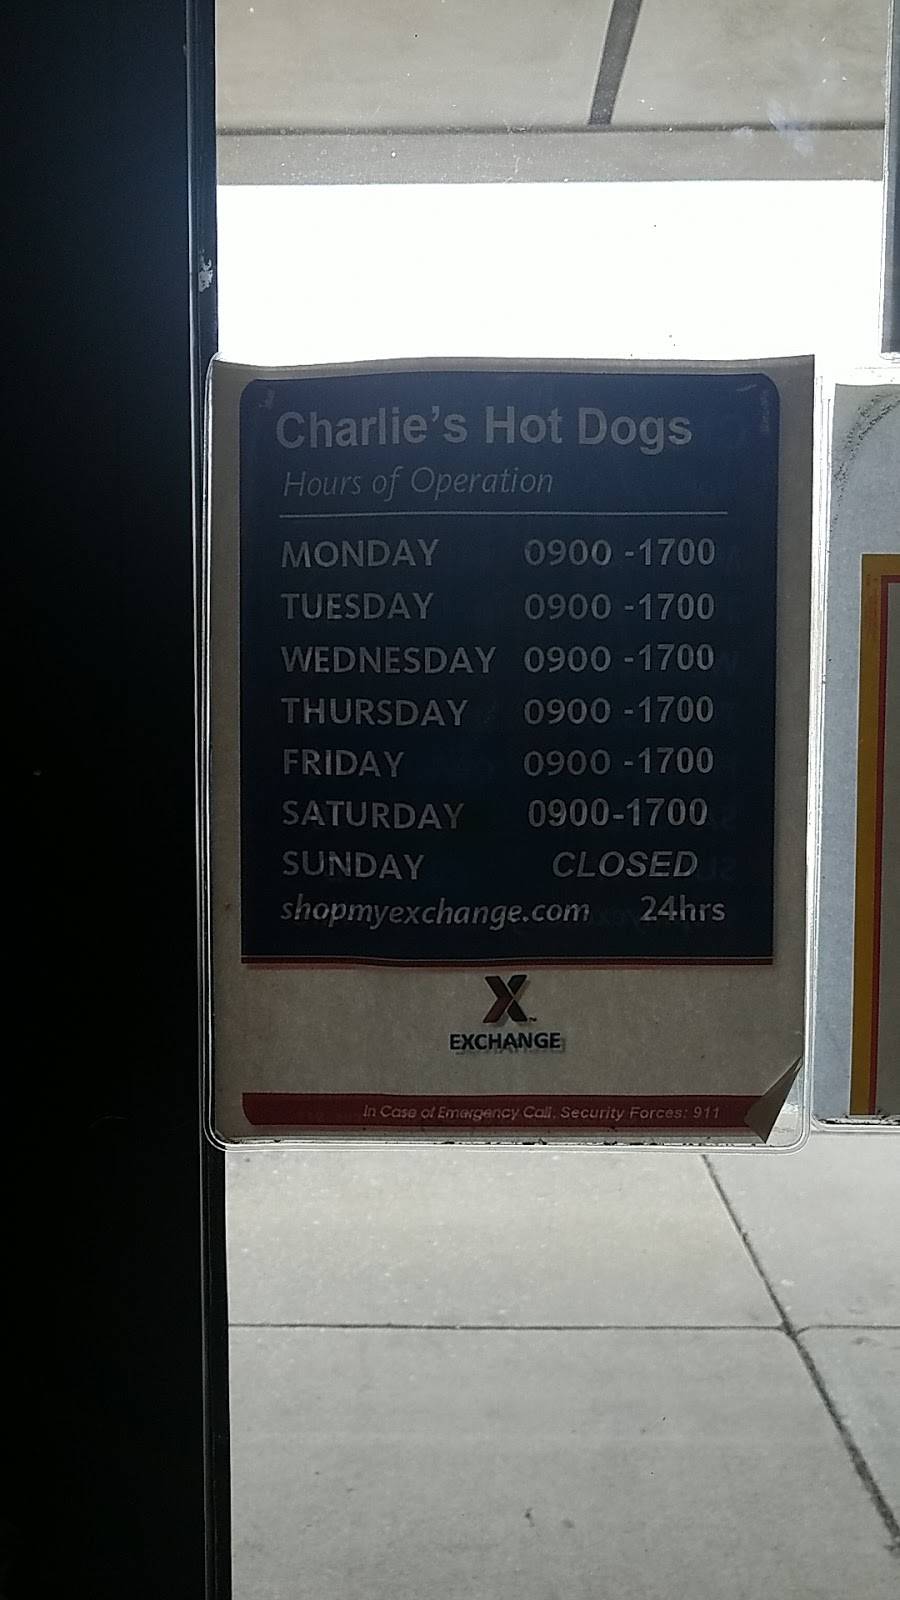 Charlie's Hot Dogs
Hours of Operation
MONDAY 0900 -1700
TUESDAY 0900 -1700
WEDNESDAY 0900 -1700
THURSDAY 0900 -1700
FRIDAY 0900 -1700
SATURDAY 0900-1700
SUNDAY CLOSED
shopmyexchange.com 24hrs
X™
EXCHANGE
In Case of Emergency Call, Security Forces: 911